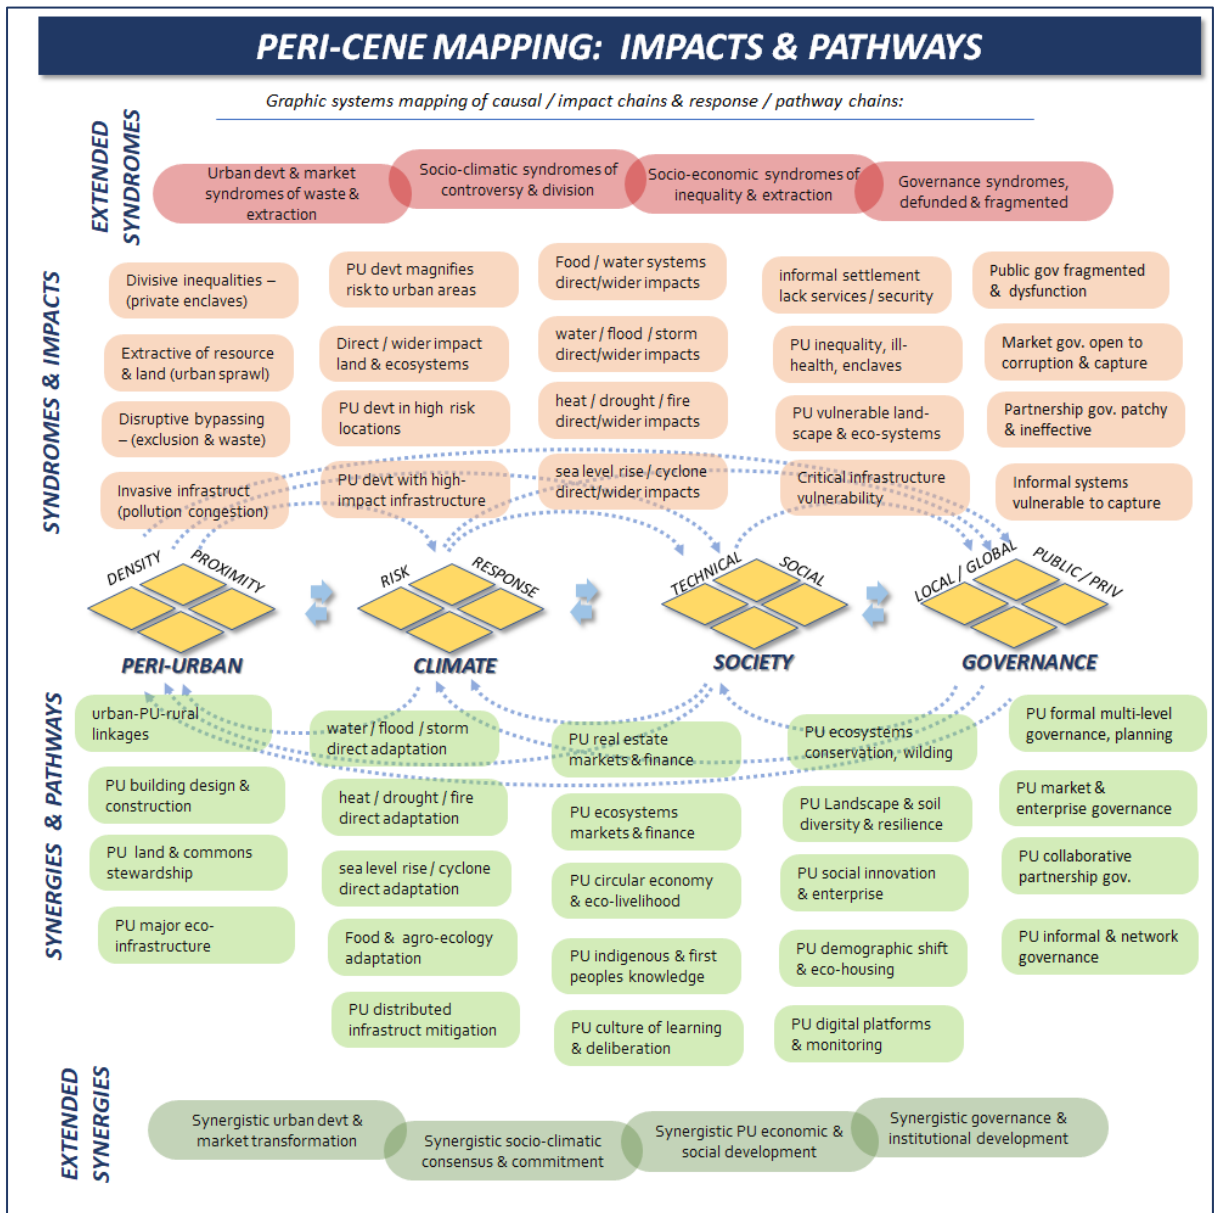 PERI-CENE MAPPING: IMPACTS & PATHWAYS
Graphic systems mapping of causal / impact chains & response / pathway chains:
EXTENDED
SYNDROMES
Urban devt & market
syndromes of waste &
extraction
Socio-climatic syndromes of
controversy & division
Socio-economic syndromes of
inequality & extraction
Governance syndromes,
defunded & fragmented
SYNDROMES & IMPACTS
Divisive inequalities –
(private enclaves)
Extractive of resource
& land (urban sprawl)
Disruptive bypassing
– (exclusion & waste)
Invasive infrastruct
(pollution congestion)
PU devt magnifies
risk to urban areas
Direct / wider impact
land & ecosystems
PU devt in high risk
locations
PU devt with high-
impact infrastructure
Food / water systems
direct/wider impacts
water / flood / storm
direct/wider impacts
heat / drought / fire
direct/wider impacts
sea level rise / cyclone
direct/wider impacts
informal settlement
lack services / security
PU inequality, ill-
health, enclaves
PU vulnerable land-
scape & eco-systems
Critical infrastructure
vulnerability
Public gov fragmented
& dysfunction
Market gov. open to
corruption & capture
Partnership gov. patchy
& ineffective
Informal systems
vulnerable to capture
DENSITY
PROXIMITY
PERI-URBAN
RISK
RESPONSE
CLIMATE
TECHNICAL
SOCIAL
SOCIETY
LOCAL / GLOBAL
PUBLIC / PRIV
GOVERNANCE
SYNERGIES & PATHWAYS
urban-PU-rural
linkages
PU building design &
construction
PU land & commons
stewardship
PU major eco-
infrastructure
water / flood / storm
direct adaptation
heat / drought / fire
direct adaptation
sea level rise / cyclone
direct adaptation
Food & agro-ecology
adaptation
PU distributed
infrastruct mitigation
PU real estate
markets & finance
PU ecosystems
markets & finance
PU circular economy
& eco-livelihood
PU indigenous & first
peoples knowledge
PU culture of learning
& deliberation
PU ecosystems
conservation, wilding
PU Landscape & soil
diversity & resilience
PU social innovation
& enterprise
PU demographic shift
& eco-housing
PU digital platforms
& monitoring
PU formal multi-level
governance, planning
PU market &
enterprise governance
PU collaborative
partnership gov.
PU informal & network
governance
EXTENDED
SYNERGIES
Synergistic urban devt &
market transformation
Synergistic socio-climatic
consensus & commitment
Synergistic PU economic &
social development
Synergistic governance &
institutional development